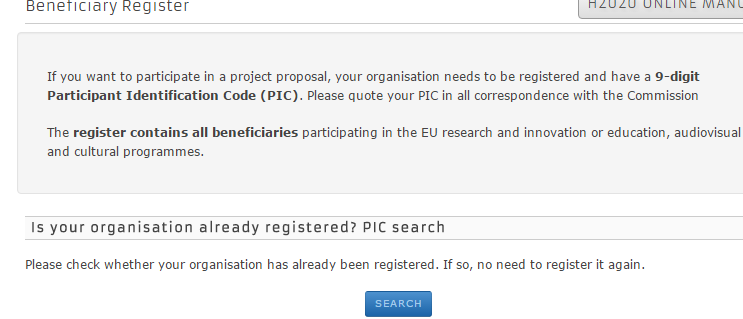 Beneficiary Register
H2020 ONLINE MANU
If you want to participate in a project proposal, your organisation needs to be registered and have a 9-digit
Participant Identification Code (PIC). Please quote your PIC in all correspondence with the Commission
The register contains all beneficiaries participating in the EU research and innovation or education, audiovisual
and cultural programmes.
Is your organisation already registered? PIC search
Please check whether your organisation has already been registered. If so, no need to register it again.
SEARCH